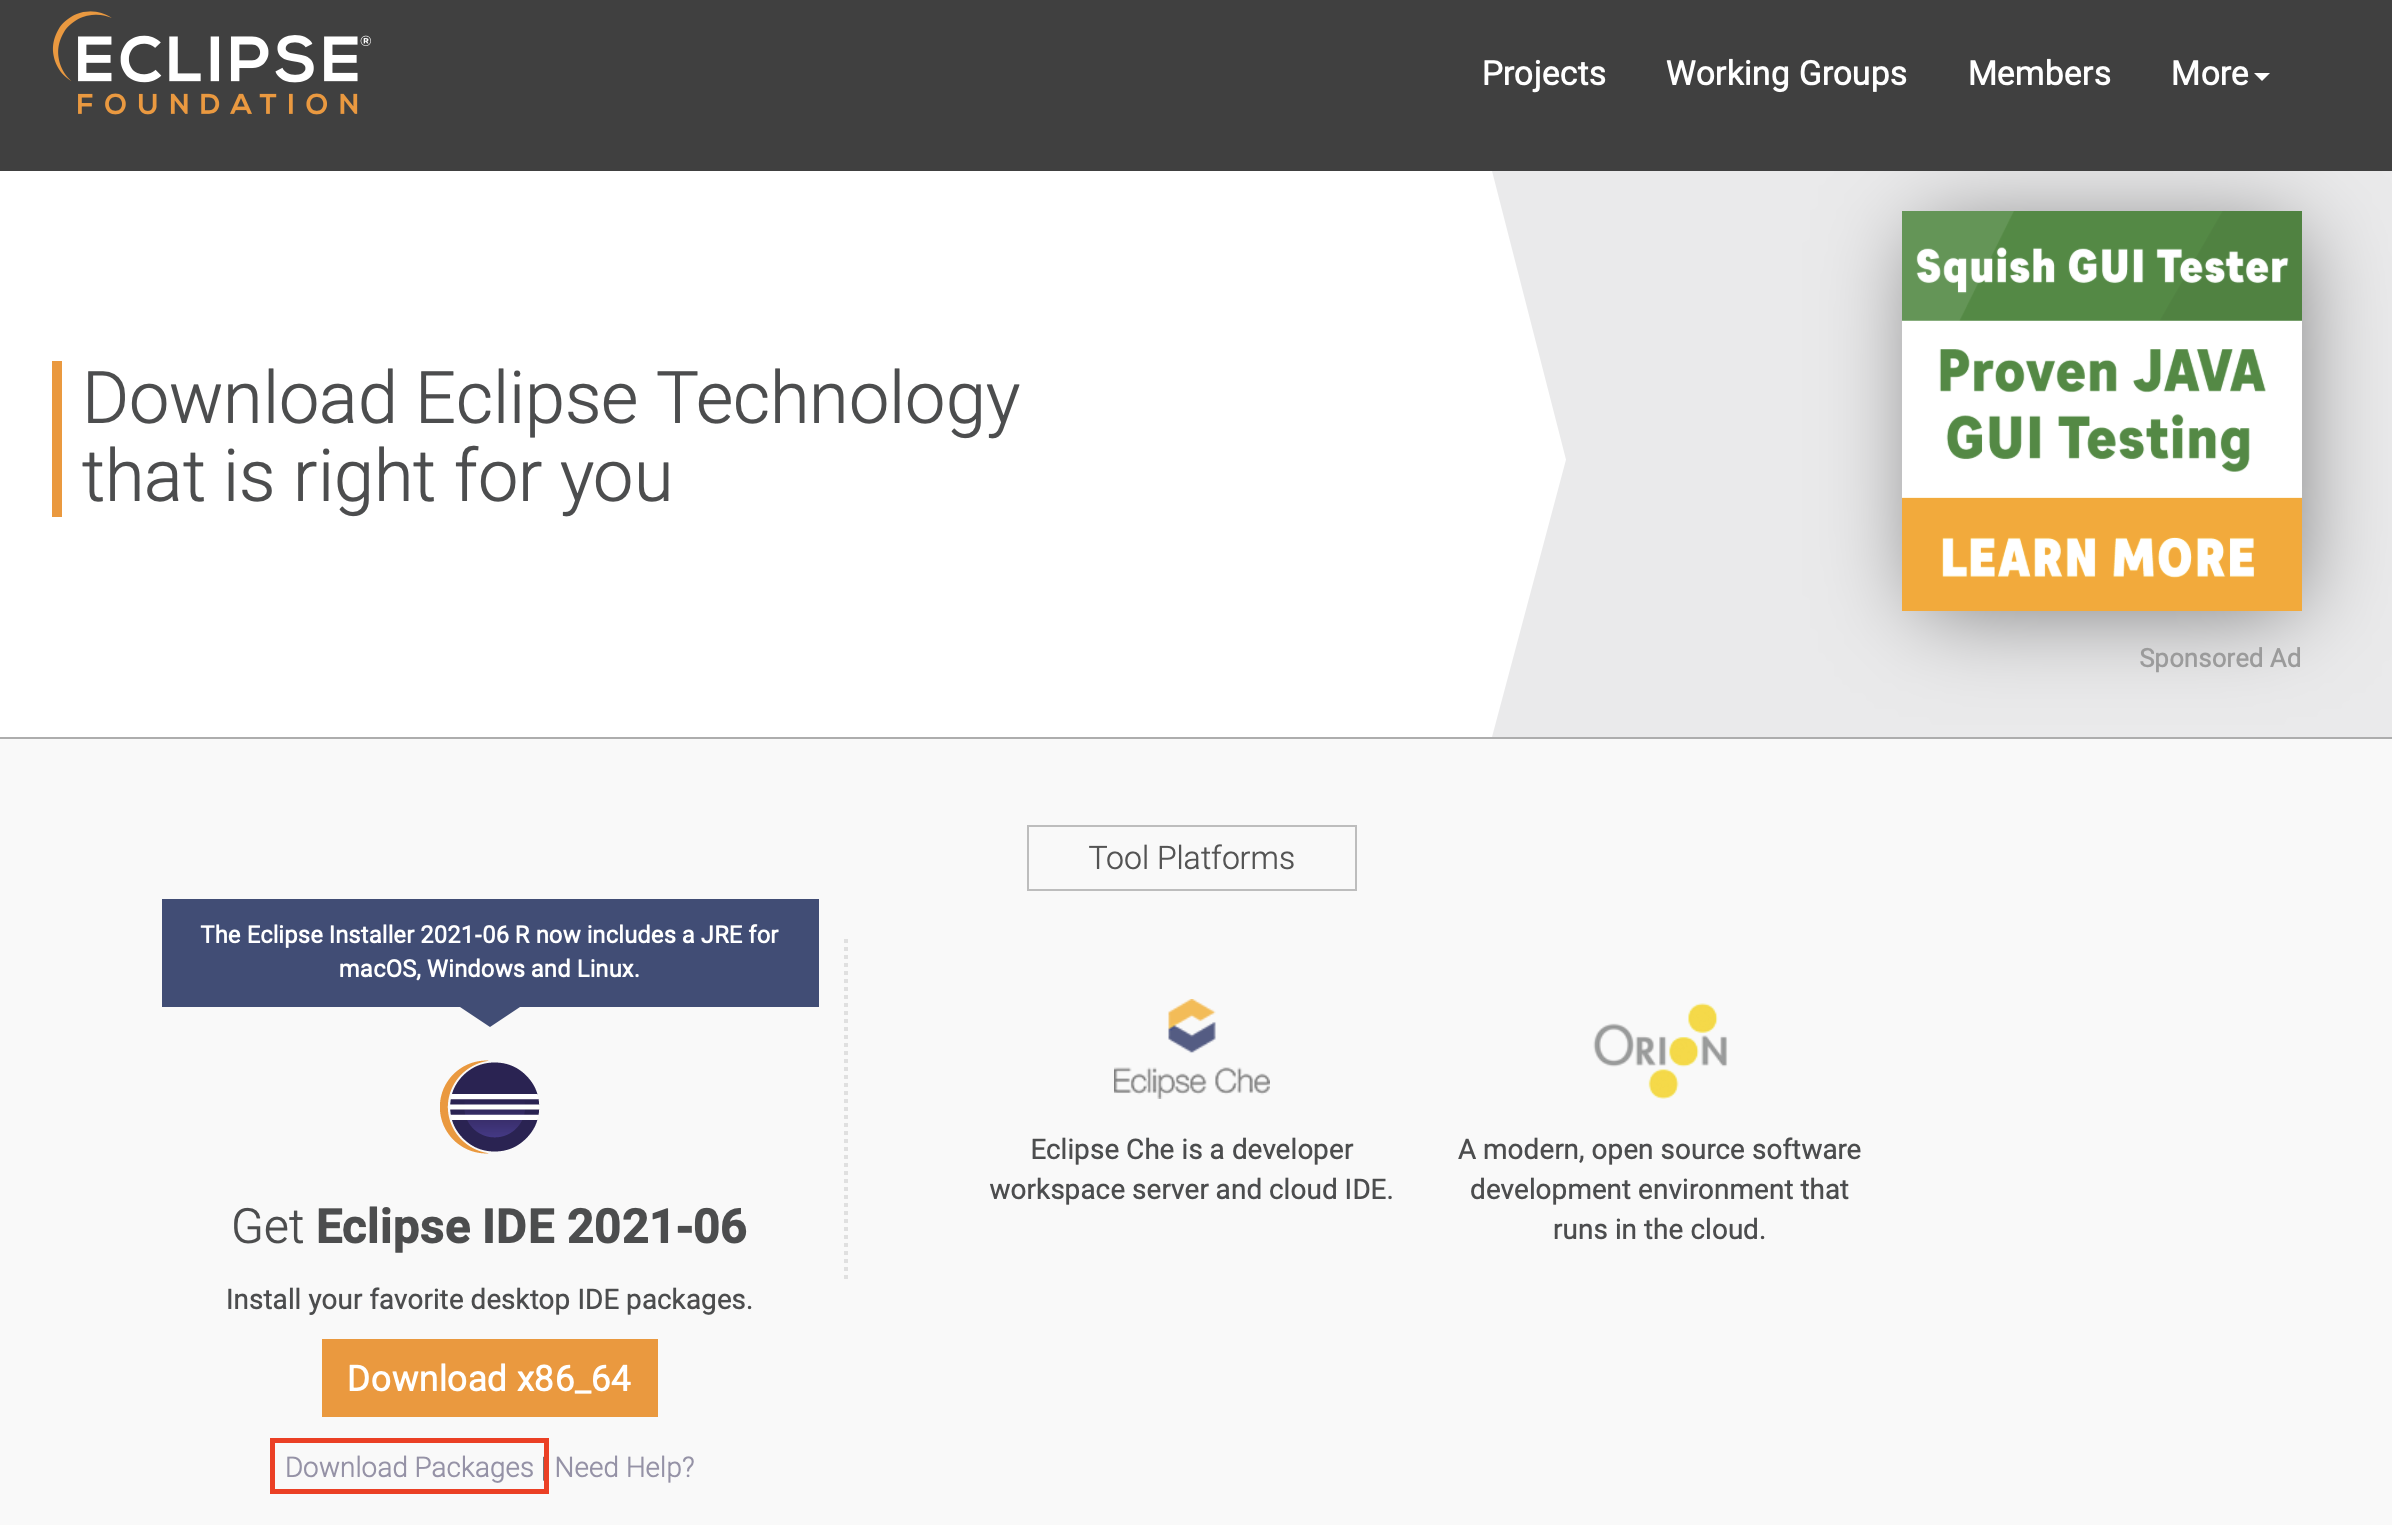 ECLIPSE®
FOUNDATION
Projects
Working Groups
Members
More
Download Eclipse Technology
that is right for you
Squish GUI Tester
Proven JAVA
GUI Testing
LEARN MORE
Sponsored Ad
Tool Platforms
The Eclipse Installer 2021-06 R now includes a JRE for
macOS, Windows and Linux.
Get Eclipse IDE 2021-06
Install your favorite desktop IDE packages.
Download x86_64
Download Packages | Need Help?
Eclipse Che
Eclipse Che is a developer
workspace server and cloud IDE.
ORION
A modern, open source software
development environment that
runs in the cloud.